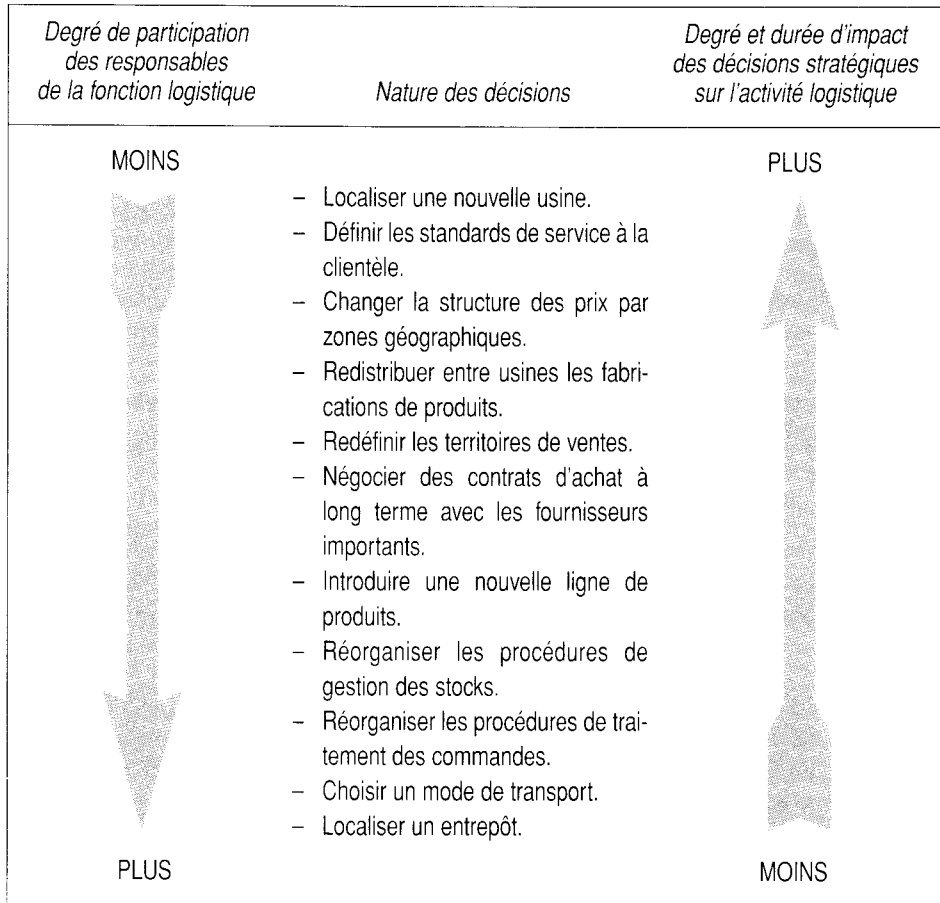 Degré de participation
des responsables
de la fonction logistique
Nature des décisions
Degré et durée d'impact
des décisions stratégiques
sur l'activité logistique
MOINS
PLUS
– Localiser une nouvelle usine.
– Définir les standards de service à la
clientèle.
– Changer la structure des prix par
zones géographiques.
– Redistribuer entre usines les fabri-
cations de produits.
– Redéfinir les territoires de ventes.
– Négocier des contrats d'achat à
long terme avec les fournisseurs
importants.
– Introduire une nouvelle ligne de
produits.
– Réorganiser les procédures de
gestion des stocks.
– Réorganiser les procédures de trai-
tement des commandes.
– Choisir un mode de transport.
– Localiser un entrepôt.
PLUS
MOINS